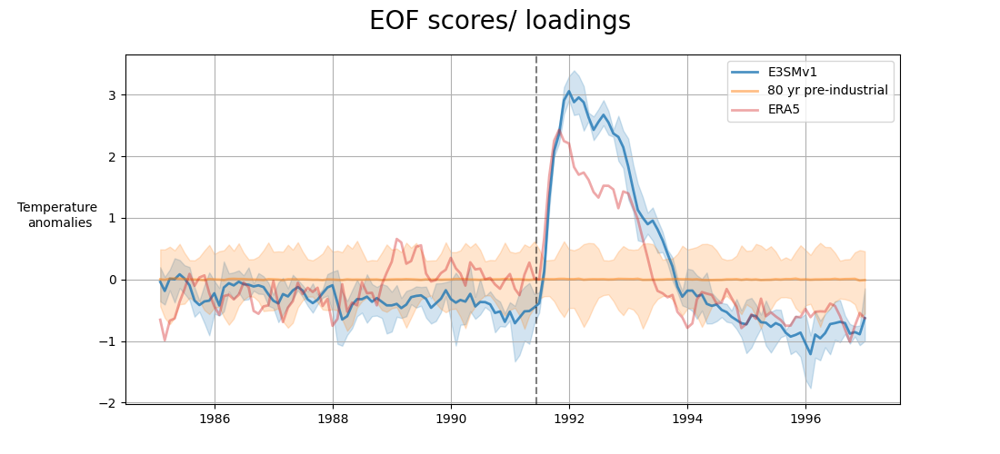 EOF scores/ loadings
E3SMv1
80 yr pre-industrial
ERA5
Temperature
anomalies
3
2
1
0
−1
−2
1986 1988 1990 1992 1994 1996